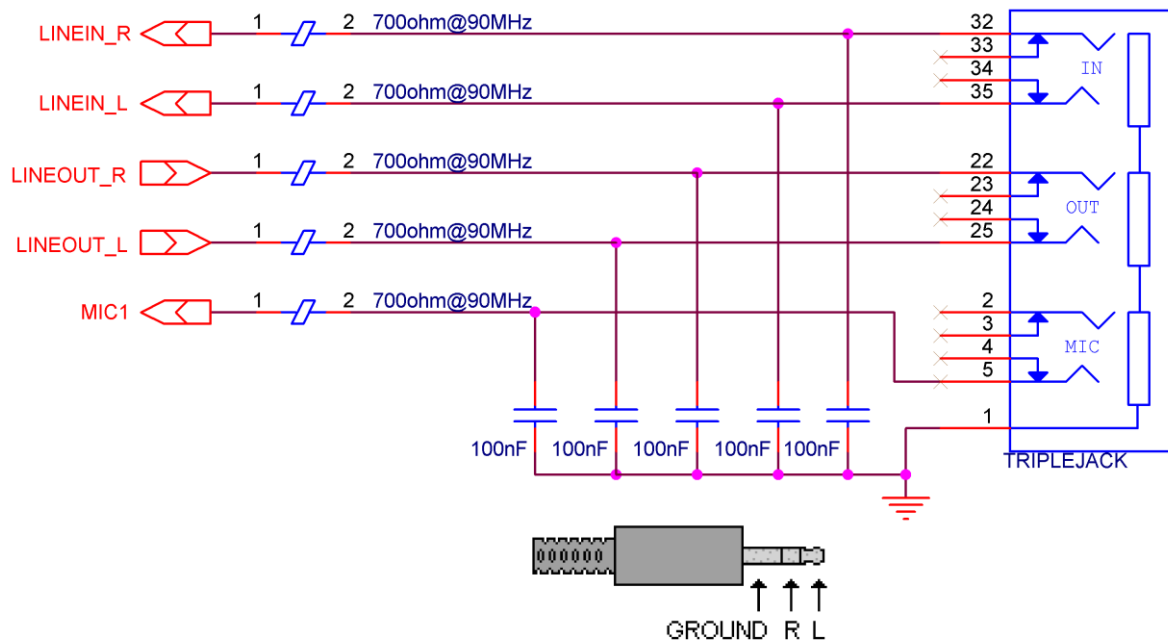 LINEIN_R 1 2 700ohm@90MHz 32
33
IN
34
LINEIN_L 1 2 700ohm@90MHz 35
LINEOUT_R 1 2 700ohm@90MHz 22
23
OUT
24
LINEOUT_L 1 2 700ohm@90MHz 25
MIC1 1 2 700ohm@90MHz 2
3
MIC
4
5
1
100nF 100nF 100nF 100nF 100nF
TRIPLEJACK
GROUND R L